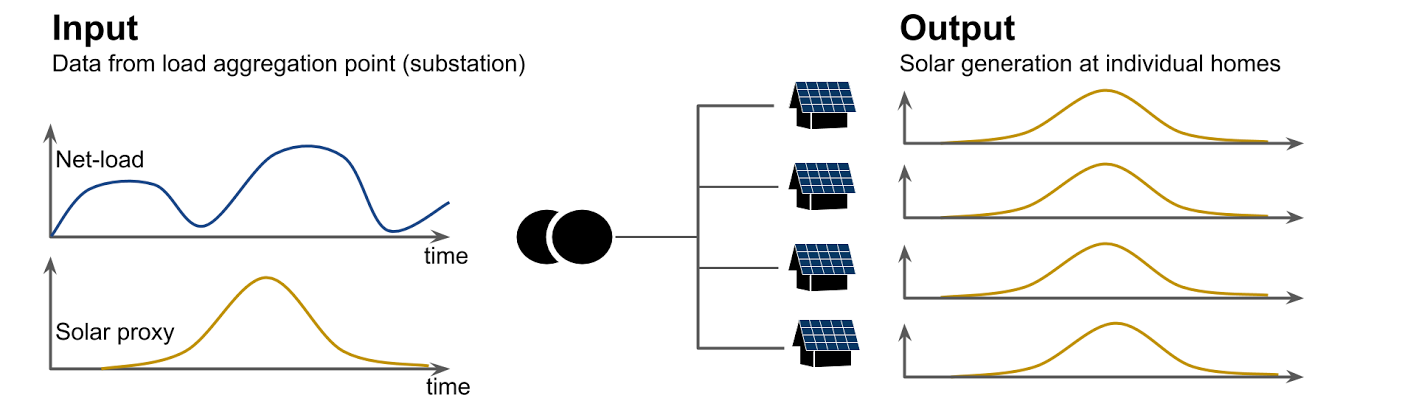 Input
Data from load aggregation point (substation)
Net-load
time
Solar proxy
time
Output
Solar generation at individual homes